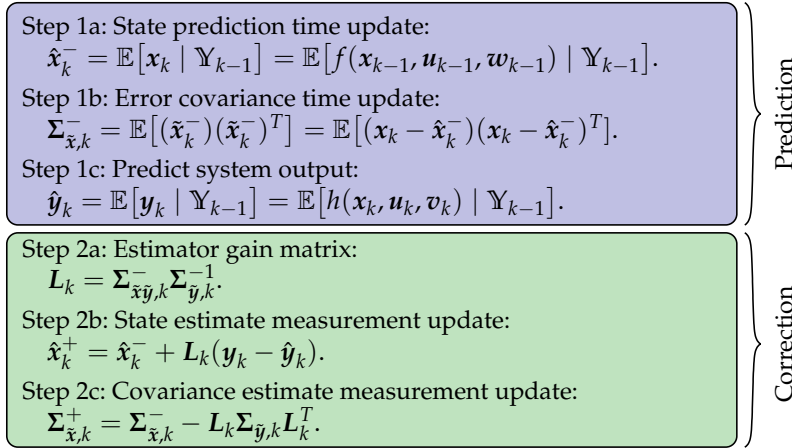 Step 1a: State prediction time update:
x̂ₖ⁻ = 𝔼[xₖ | 𝕐ₖ₋₁] = 𝔼[f(xₖ₋₁, uₖ₋₁, wₖ₋₁) | 𝕐ₖ₋₁].
Step 1b: Error covariance time update:
Σ⁻_{x̃,k} = 𝔼[(x̃ₖ⁻)(x̃ₖ⁻)ᵀ] = 𝔼[(xₖ − x̂ₖ⁻)(xₖ − x̂ₖ⁻)ᵀ].
Step 1c: Predict system output:
ŷₖ = 𝔼[yₖ | 𝕐ₖ₋₁] = 𝔼[h(xₖ, uₖ, vₖ) | 𝕐ₖ₋₁].
Prediction
Step 2a: Estimator gain matrix:
Lₖ = Σ⁻_{x̃ỹ,k} Σ⁻¹_{ỹ,k}.
Step 2b: State estimate measurement update:
x̂ₖ⁺ = x̂ₖ⁻ + Lₖ(yₖ − ŷₖ).
Step 2c: Covariance estimate measurement update:
Σ⁺_{x̃,k} = Σ⁻_{x̃,k} − LₖΣ_{ỹ,k}Lₖᵀ.
Correction